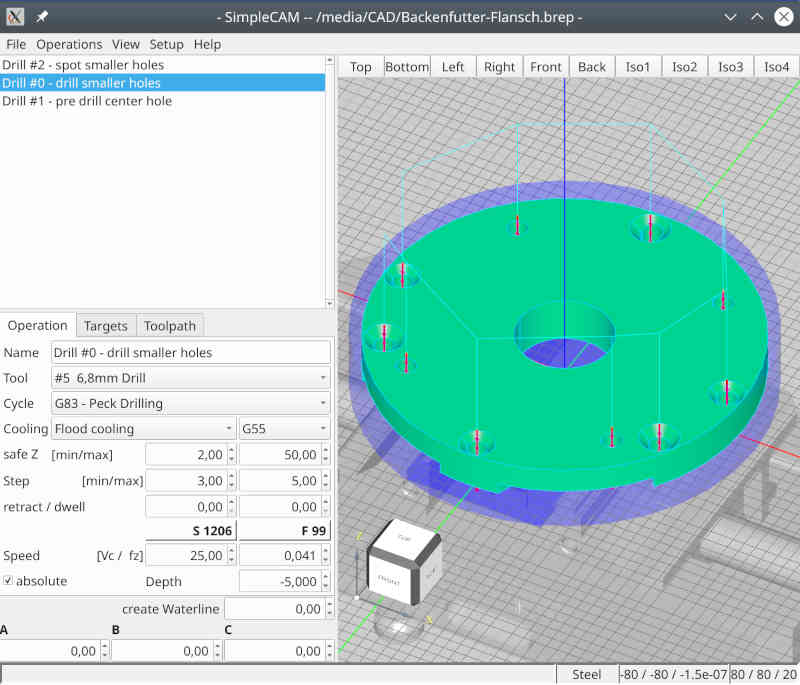 - SimpleCAM -- /media/CAD/Backenfutter-Flansch.brep -
File Operations View Setup Help
Drill #2 - spot smaller holes
Drill #0 - drill smaller holes
Drill #1 - pre drill center hole
Top Bottom Left Right Front Back Iso1 Iso2 Iso3 Iso4
Operation Targets Toolpath
Name Drill #0 - drill smaller holes
Tool #5 6,8mm Drill
Cycle G83 - Peck Drilling
Cooling Flood cooling G55
safe Z [min/max] 2,00 50,00
Step [min/max] 3,00 5,00
retract / dwell 0,00 0,00
S 1206 F 99
Speed [Vc / fz] 25,00 0,041
absolute Depth -5,000
create Waterline 0,00
A B C
0,00 0,00 0,00
Z
FRONT
X
Steel -80 / -80 / -1.5e-07 80 / 80 / 20